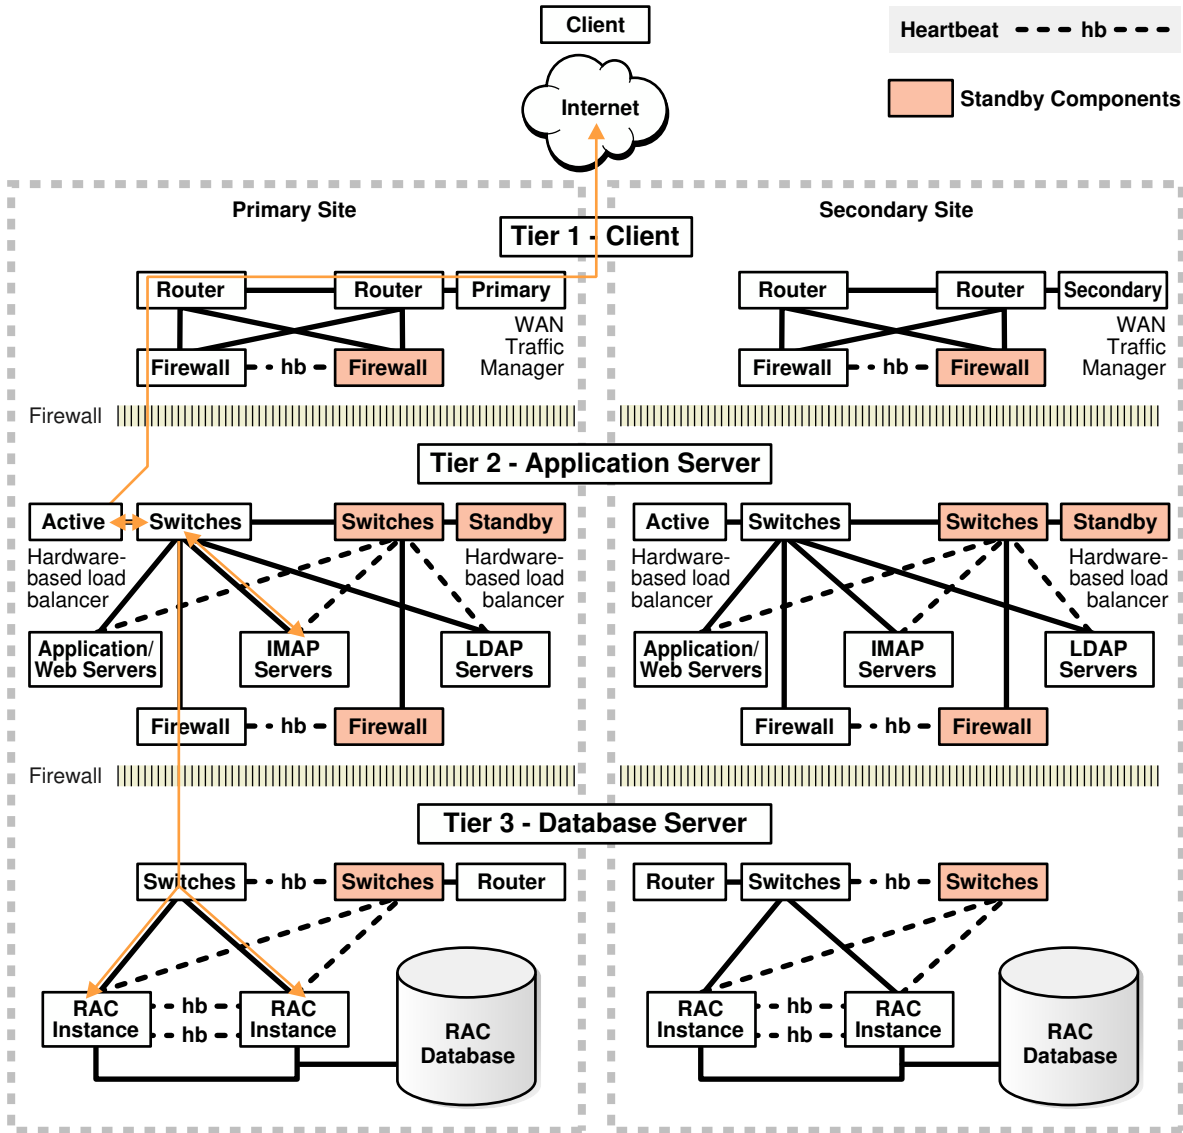 Client
Heartbeat hb
Internet
Standby Components
Primary Site
Secondary Site
Tier 1 - Client
Router Router Primary
Router Router Secondary
WAN
Traffic
Manager
WAN
Traffic
Manager
Firewall hb Firewall
Firewall hb Firewall
Firewall
Tier 2 - Application Server
Active Switches Switches Standby
Active Switches Switches Standby
Hardware-
based load
balancer
Hardware-
based load
balancer
Hardware-
based load
balancer
Hardware-
based load
balancer
Application/
Web Servers
IMAP
Servers
LDAP
Servers
Application/
Web Servers
IMAP
Servers
LDAP
Servers
Firewall hb Firewall
Firewall hb Firewall
Firewall
Tier 3 - Database Server
Switches hb Switches Router
Router Switches hb Switches
RAC
Instance
hb
hb
RAC
Instance
RAC
Database
RAC
Instance
hb
hb
RAC
Instance
RAC
Database